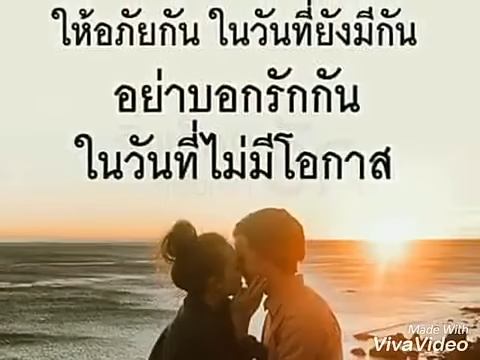 ให้อภัยกัน ในวันที่ยังมีกัน
อย่าบอกรักกัน
ในวันที่ไม่มีโอกาส
Made With
VivaVideo